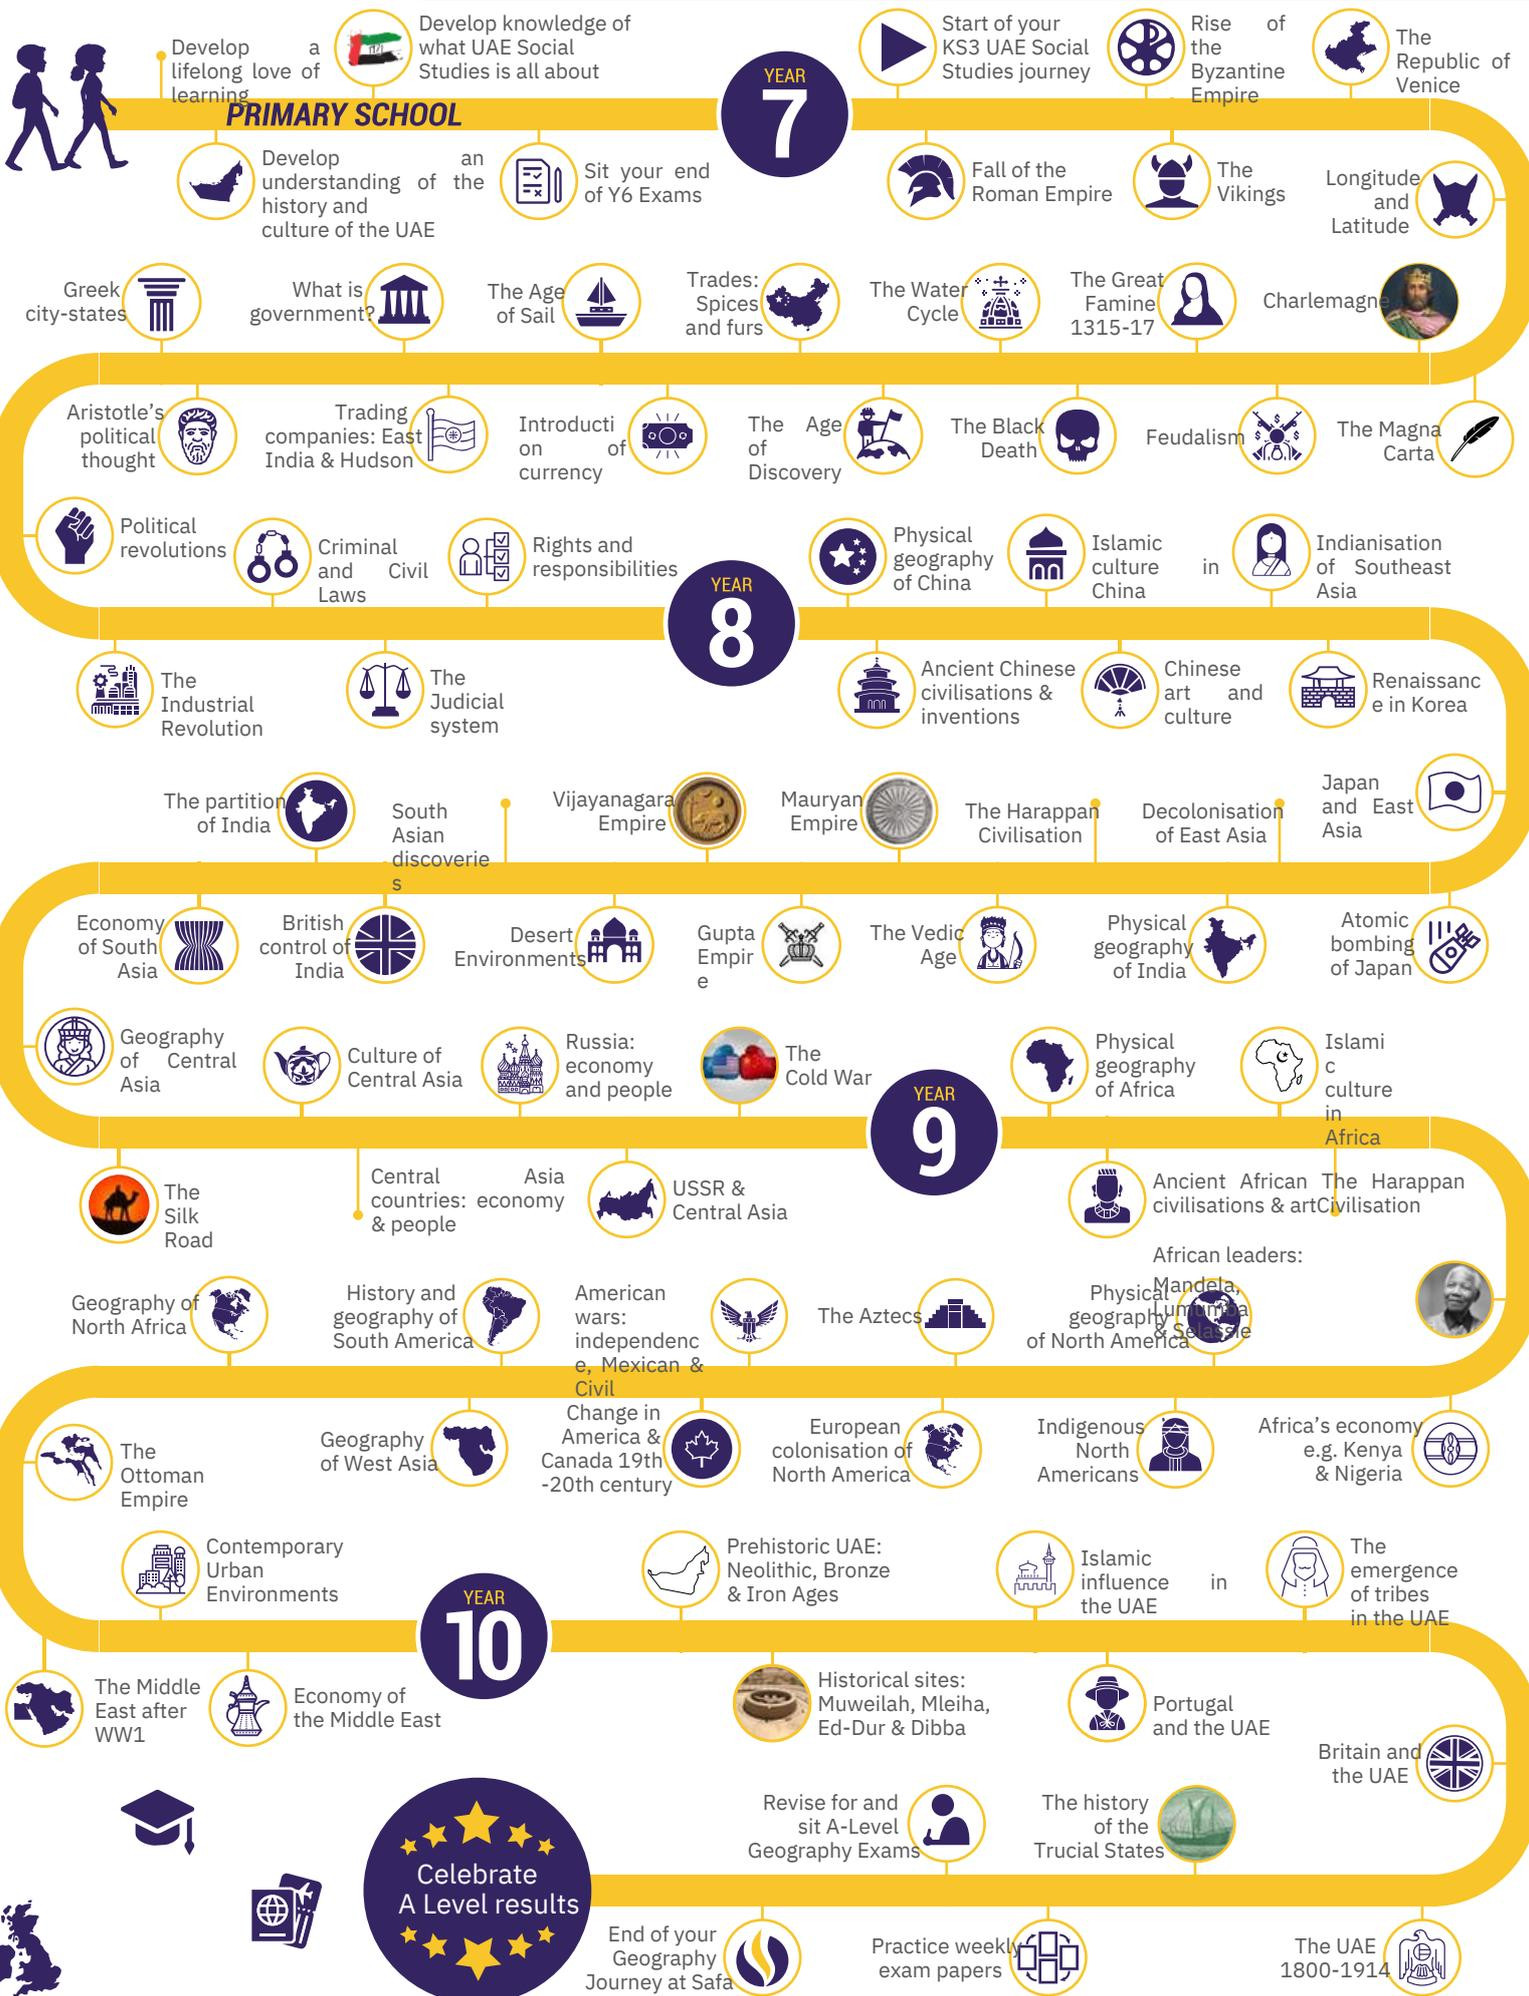 Develop a
lifelong love of
learning
Develop knowledge of
what UAE Social
Studies is all about
YEAR
7
Start of your
KS3 UAE Social
Studies journey
Rise of
the
Byzantine
Empire
The
Republic of
Venice
PRIMARY SCHOOL
Develop an
understanding of the
history and
culture of the UAE
Sit your end
of Y6 Exams
Fall of the
Roman Empire
The
Vikings
Longitude
and
Latitude
Greek
city-states
What is
government?
The Age
of Sail
Trades:
Spices
and furs
The Water
Cycle
The Great
Famine
1315-17
Charlemagne
Aristotle's
political
thought
Trading
companies: East
India & Hudson
Introducti
on of
currency
The Age
of
Discovery
The Black
Death
Feudalism
The Magna
Carta
Political
revolutions
Criminal
and Civil
Laws
Rights and
responsibilities
YEAR
8
Physical
geography
of China
Islamic
culture in
China
Indianisation
of Southeast
Asia
The
Industrial
Revolution
The
Judicial
system
Ancient Chinese
civilisations &
inventions
Chinese
art and
culture
Renaissanc
e in Korea
The partition
of India
South
Asian
discoverie
s
Vijayanagara
Empire
Mauryan
Empire
The Harappan
Civilisation
Decolonisation
of East Asia
Japan
and East
Asia
Economy
of South
Asia
British
control of
India
Desert
Environments
Gupta
Empir
e
The Vedic
Age
Physical
geography
of India
Atomic
bombing
of Japan
Geography
of Central
Asia
Culture of
Central Asia
Russia:
economy
and people
The
Cold War
YEAR
9
Physical
geography
of Africa
Islami
c
culture
in
Africa
The
Silk
Road
Central Asia
countries: economy
& people
USSR &
Central Asia
Ancient African
civilisations & art
The Harappan
Civilisation
African leaders:
Mandela,
Lumumba
& Selassie
Geography of
North Africa
History and
geography of
South America
American
wars:
independenc
e, Mexican &
Civil
The Aztecs
Physical
geography
of North America
The
Ottoman
Empire
Geography
of West Asia
Change in
America &
Canada 19th
-20th century
European
colonisation of
North America
Indigenous
North
Americans
Africa's economy
e.g. Kenya
& Nigeria
Contemporary
Urban
Environments
YEAR
10
Prehistoric UAE:
Neolithic, Bronze
& Iron Ages
Islamic
influence in
the UAE
The
emergence
of tribes
in the UAE
The Middle
East after
WW1
Economy of
the Middle East
Historical sites:
Muweilah, Mleiha,
Ed-Dur & Dibba
Portugal
and the UAE
Britain and
the UAE
Revise for and
sit A-Level
Geography Exams
The history
of the
Trucial States
Celebrate
A Level results
End of your
Geography
Journey at Safa
Practice weekly
exam papers
The UAE
1800-1914